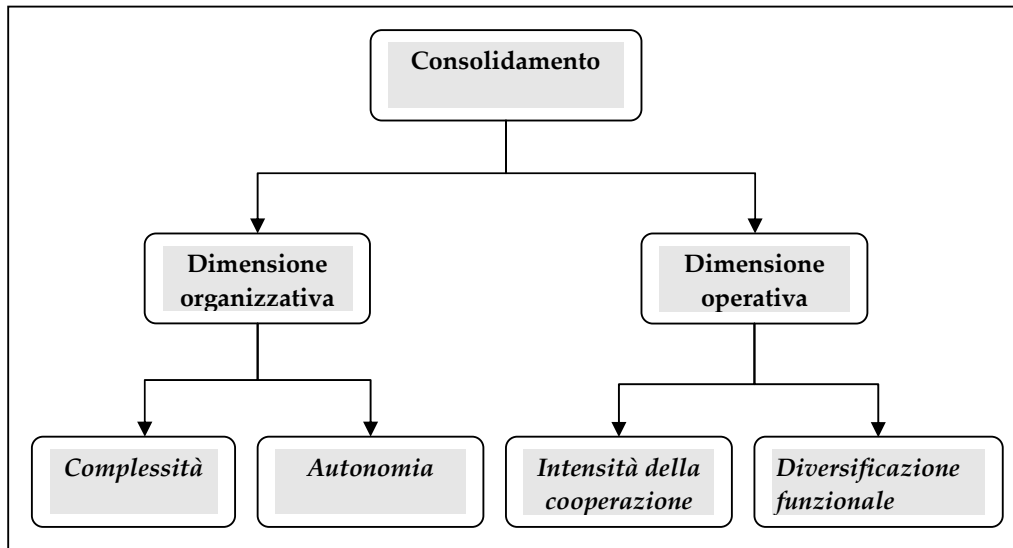 Consolidamento
Dimensione
organizzativa
Dimensione
operativa
Complessità
Autonomia
Intensità della
cooperazione
Diversificazione
funzionale